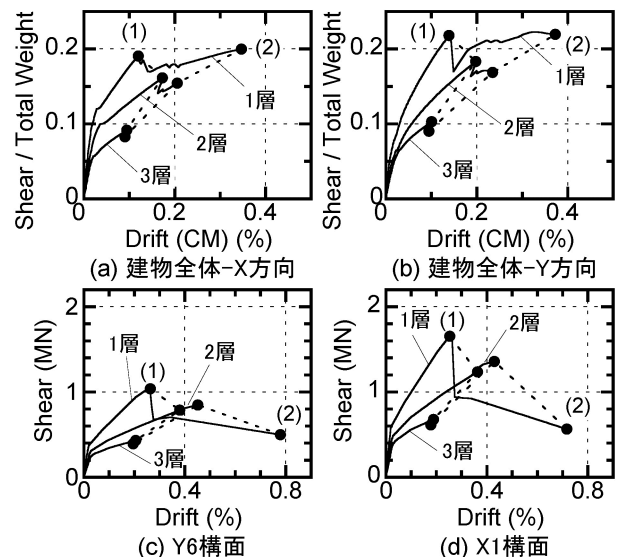 Shear / Total Weight
0.2
0.1
0
(1)
(2)
1層
2層
3層
0
0.2
0.4
Drift (CM) (%)
(a) 建物全体-X方向
Shear / Total Weight
0.2
0.1
0
(1)
(2)
1層
2層
3層
0
0.2
0.4
Drift (CM) (%)
(b) 建物全体-Y方向
Shear (MN)
2
1
0
1層
(1)
2層
(2)
3層
0
0.4
0.8
Drift (%)
(c) Y6構面
Shear (MN)
2
1
0
1層
(1)
2層
(2)
3層
0
0.4
0.8
Drift (%)
(d) X1構面